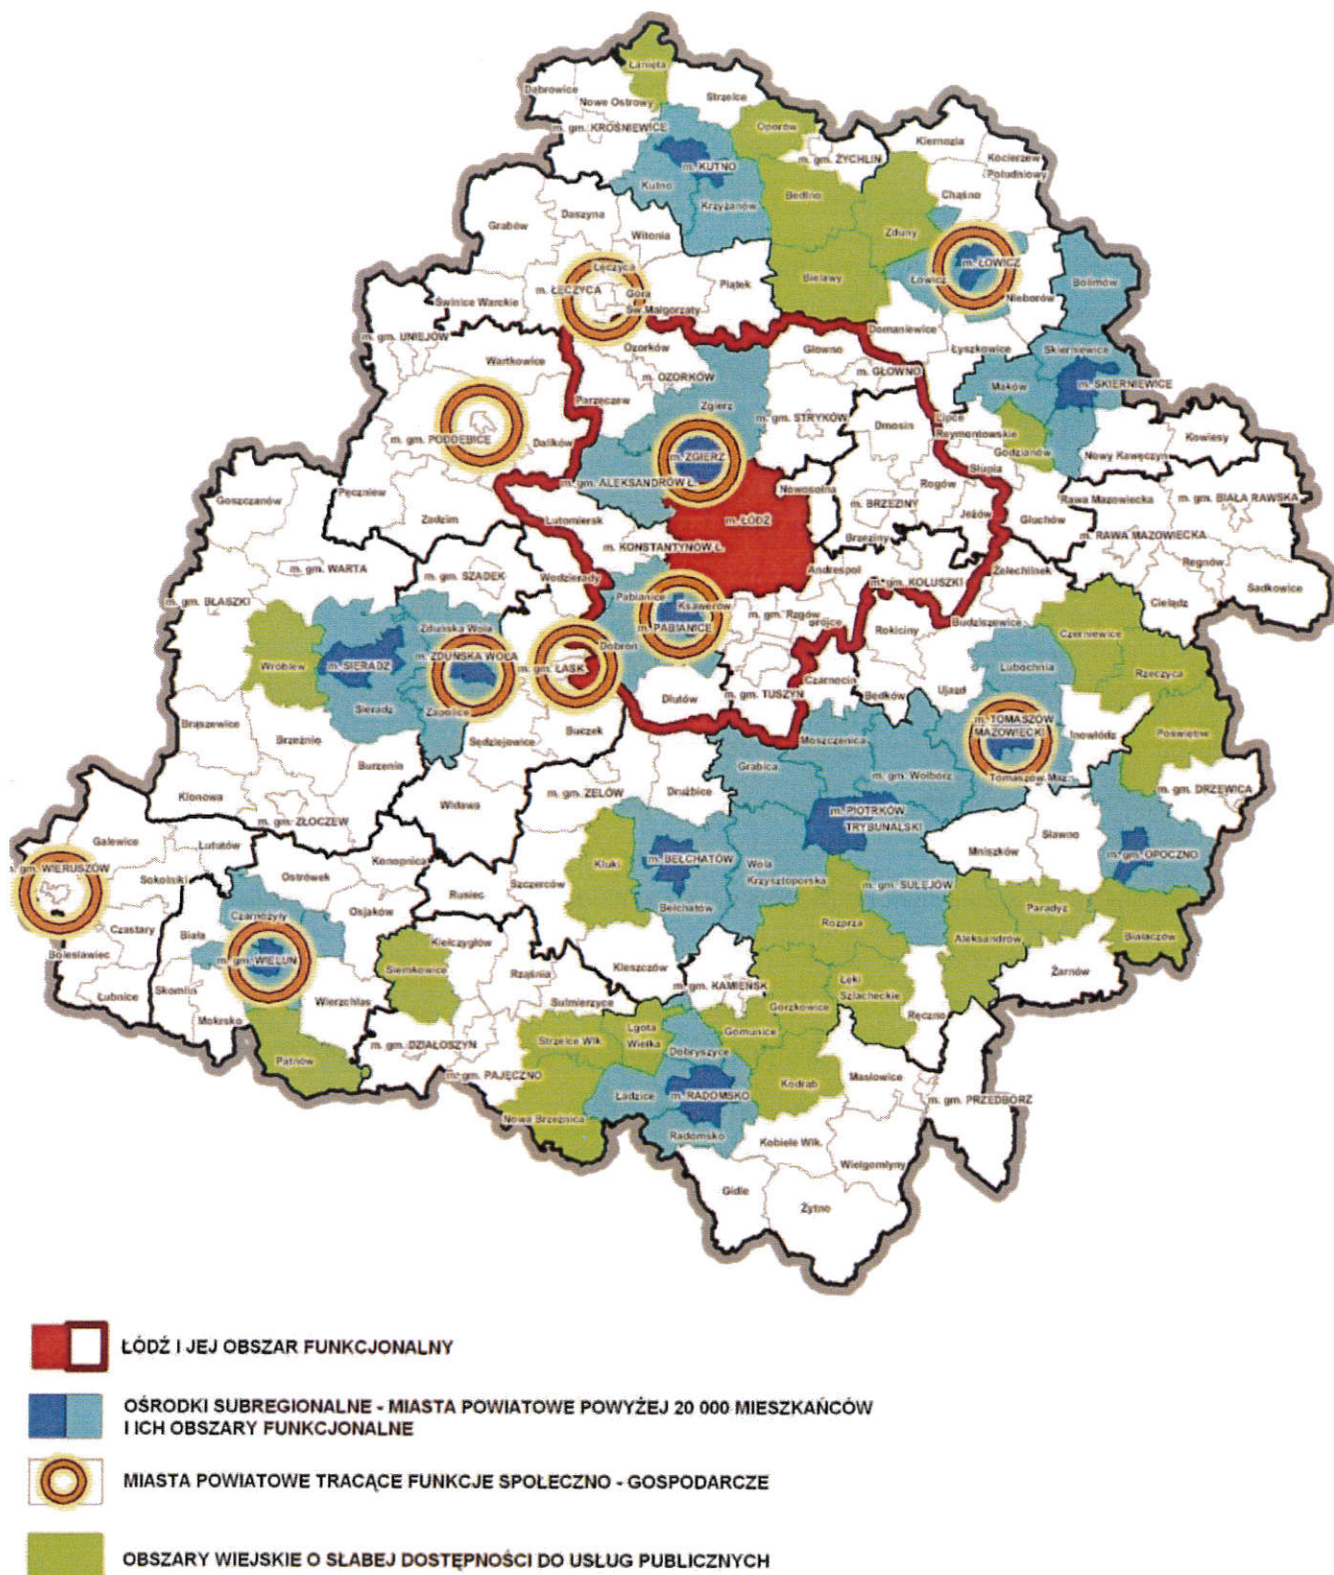 Łanięta
Dąbrowice
Nowe Ostrowy
Strzelce
m. gm. KROŚNIEWICE
Oporów
m. gm. ŻYCHLIN
Kiernozia
Kocierzew
Południowy
m. KUTNO
Kutno
Krzyżanów
Bedlno
Chąśno
Zduny
Grabów
Daszyna
Witonia
Łęczyca
m. ŁĘCZYCA
Góra
Św.Małgorzaty
Piątek
Bielawy
Łowicz
m. ŁOWICZ
Nieborów
Bolimów
Świnice Warckie
m. gm. UNIEJÓW
Wartkowice
Ozorków
m. OZORKÓW
Głowno
m. GŁOWNO
Domaniewice
Łyszkowice
Skierniewice
m. SKIERNIEWICE
Maków
Parzęczew
Zgierz
m. gm. STRYKÓW
Dmosin
Lipce
Reymontowskie
Godzianów
Kowiesy
Nowy Kawęczyn
m. gm. PODDĘBICE
Dalików
m. ZGIERZ
m. gm. ALEKSANDRÓW Ł.
Nowosolna
Rogów
Słupia
m. BRZEZINY
Jeżów
Głuchów
Rawa Mazowiecka
m. gm. BIAŁA RAWSKA
m. RAWA MAZOWIECKA
Regnów
Sadkowice
Cielądz
Goszczanów
Pęczniew
Zadzim
Lutomiersk
m. ŁÓDŹ
m. KONSTANTYNÓW Ł.
Brzeziny
Andrespol
m. gm. KOLUSZKI
Żelechlinek
m. gm. WARTA
m. gm. SZADEK
Wodzierady
m. gm. BŁASZKI
Pabianice
Ksawerów
m. PABIANICE
m. gm. Rzgów
Brójce
Rokiciny
Budziszewice
Czerniewice
Rzeczyca
Zduńska Wola
m. ZDUŃSKA WOLA
Wróblew
m. SIERADZ
Sieradz
Zapolice
m. gm. ŁASK
Dobroń
Dłutów
m. gm. TUSZYN
Czarnocin
Będków
Ujazd
Lubochnia
m. TOMASZÓW
MAZOWIECKI
Tomaszów Maz.
Inowłódz
Poświętne
m. gm. DRZEWICA
Brąszewice
Brzeźnio
Burzenin
Sędziejowice
Buczek
Moszczenica
Grabica
m. gm. Wolbórz
Klonowa
m. gm. ZŁOCZEW
Widawa
m. gm. ZELÓW
Drużbice
m. PIOTRKÓW
TRYBUNALSKI
Mniszków
Sławno
m. gm. OPOCZNO
Galewice
Lututów
m. gm. WIERUSZÓW
Sokolniki
Ostrówek
Konopnica
Rusiec
Szczerców
Kluki
m. BEŁCHATÓW
Bełchatów
Wola
Krzysztoporska
m. gm. SULEJÓW
Czastary
Bolesławiec
Łubnice
Biała
Czarnożyły
Osjaków
m. gm. WIELUŃ
Skomlin
Mokrsko
Wierzchlas
Pątnów
Siemkowice
Kiełczygłów
Rząśnia
Sulmierzyce
Kleszczów
m. gm. KAMIEŃSK
Rozprza
Łęki
Szlacheckie
Gorzkowice
Ręczno
Aleksandrów
Paradyż
Białaczów
Żarnów
m. gm. DZIAŁOSZYN
m. gm. PAJĘCZNO
Strzelce Wlk.
Lgota
Wielka
Gomunice
Dobryszyce
Nowa Brzeźnica
Ładzice
m. RADOMSKO
Radomsko
Kodrąb
Masłowice
m. gm. PRZEDBÓRZ
Kobiele Wlk.
Wielgomłyny
Gidle
Żytno
ŁÓDŹ I JEJ OBSZAR FUNKCJONALNY
OŚRODKI SUBREGIONALNE - MIASTA POWIATOWE POWYŻEJ 20 000 MIESZKAŃCÓW
I ICH OBSZARY FUNKCJONALNE
MIASTA POWIATOWE TRACĄCE FUNKCJE SPOŁECZNO - GOSPODARCZE
OBSZARY WIEJSKIE O SŁABEJ DOSTĘPNOŚCI DO USŁUG PUBLICZNYCH